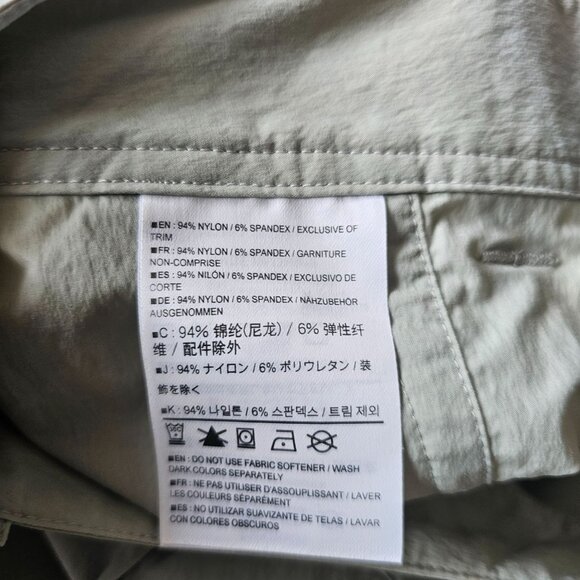 ■EN : 94% NYLON / 6% SPANDEX / EXCLUSIVE OF
TRIM
■FR : 94% NYLON / 6% SPANDEX / GARNITURE
NON-COMPRISE
■ES : 94% NILÓN / 6% SPANDEX / EXCLUSIVO DE
CORTE
■DE : 94% NYLON / 6% SPANDEX / NÄHZUBEHÖR
AUSGENOMMEN
■C : 94% 锦纶(尼龙) / 6% 弹性纤
维 / 配件除外
■J : 94% ナイロン / 6% ポリウレタン / 装
飾を除く
■K : 94% 나일론 / 6% 스판덱스 / 트림 제외
■EN : DO NOT USE FABRIC SOFTENER / WASH
DARK COLORS SEPARATELY
■FR : NE PAS UTILISER D'ASSOUPLISSANT / LAVER
LES COULEURS SÉPARÉMENT
■ES : NO UTILIZAR SUAVIZANTE DE TELAS / LAVAR
CON COLORES OBSCUROS